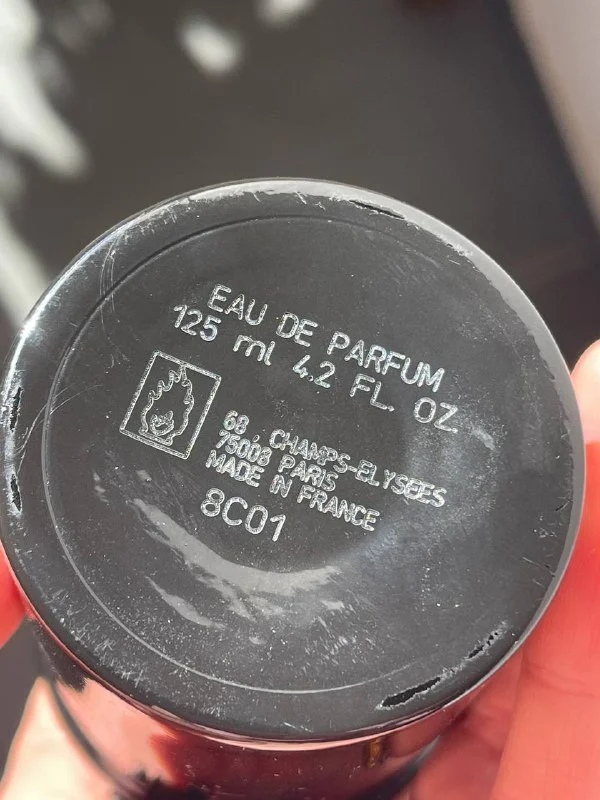 EAU DE PARFUM
125 ml 4.2 FL. OZ.
68, CHAMPS-ELYSEES
75008 PARIS
MADE IN FRANCE
8C01